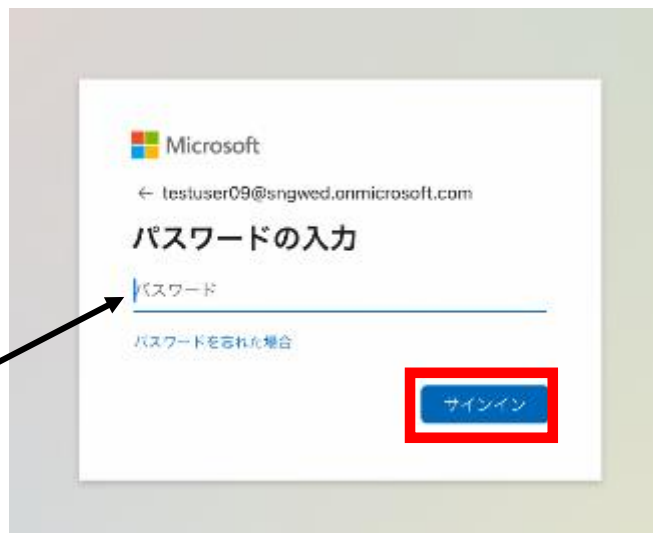 Microsoft
← testuser09@sngwed.onmicrosoft.com
パスワードの入力
パスワード
パスワードを忘れた場合
サインイン